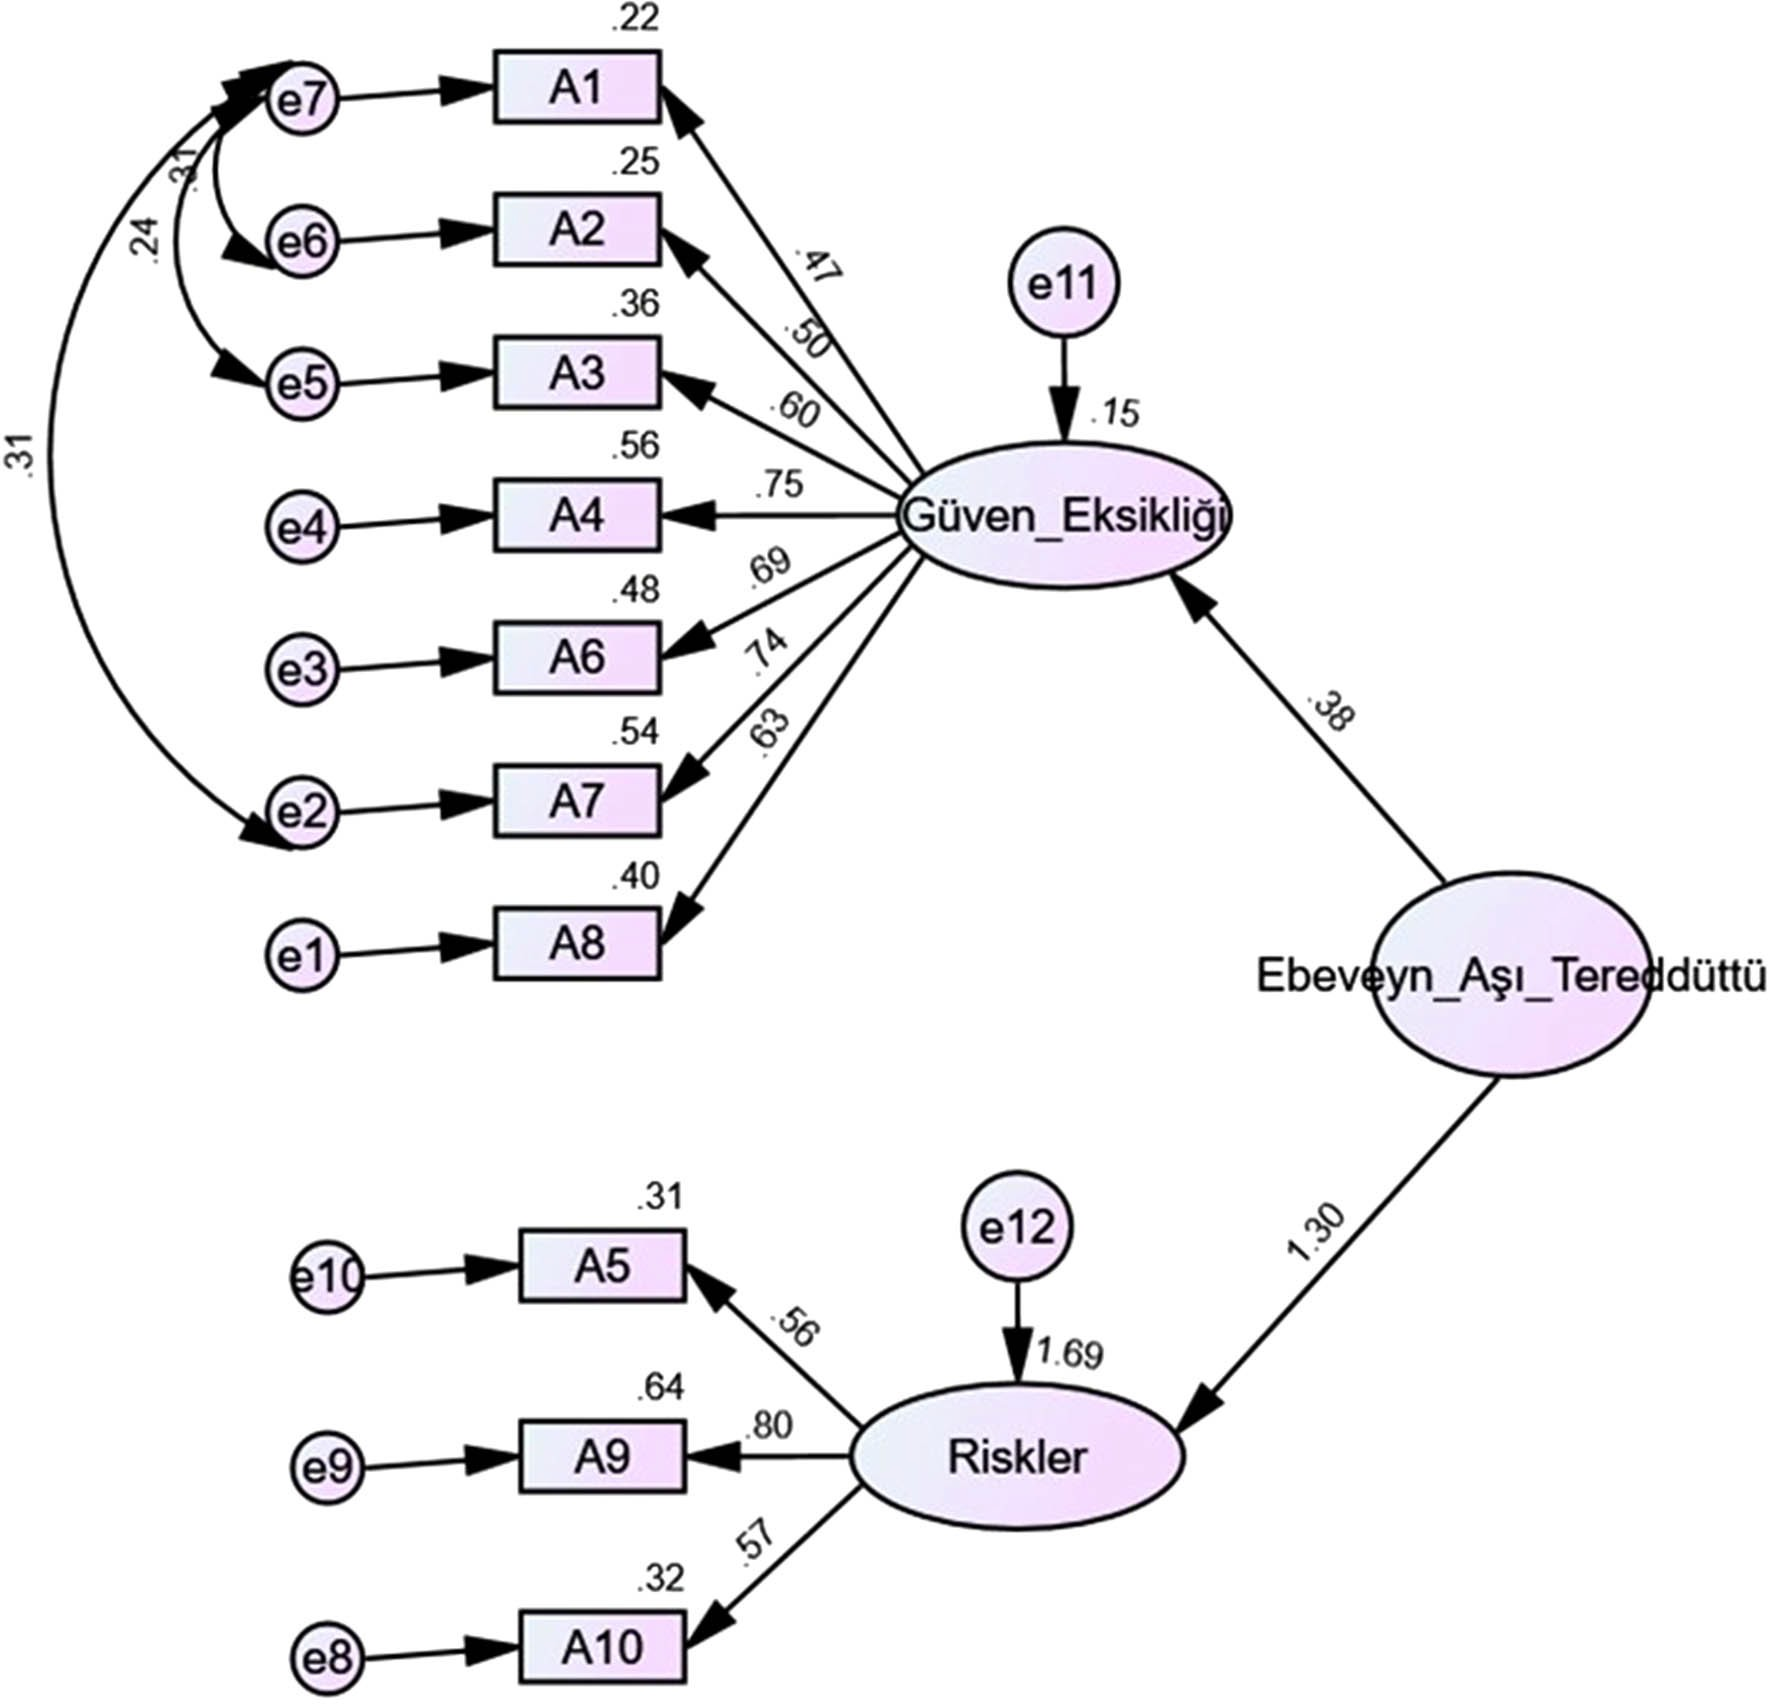 .22
e7
A1
.31
.25
.47
e6
A2
.24
.50
e11
.36
e5
A3
.60
.15
.56
.31
e4
A4
.75
Güven_Eksikliği
.48
.69
e3
A6
.74
.54
.63
.38
e2
A7
.40
e1
A8
Ebeveyn_Aşı_Tereddüttü
.31
e12
1.30
e10
A5
.56
1.69
.64
.80
e9
A9
Riskler
.57
.32
e8
A10